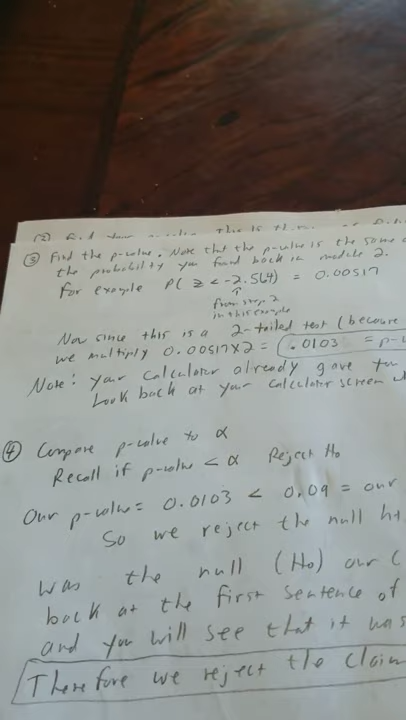 ③ Find the p-value. Note that the p-value is the same
the probability you found back in module 2.
For example P(z < -2.564) = 0.00517
↑
from step 2
in this example
Now since this is a 2-tailed test (because
we multiply 0.00517x2 = .0103 = p-
Note: your calculator already gave
Look back at your calculator screen
④ Compare p-value to α
Recall if p-value < α Reject Ho
Our p-value = 0.0103 < 0.09 = our
So we reject the null
was the null (Ho) our
back at the first sentence of
and you will see that it was
Therefore we reject the claim